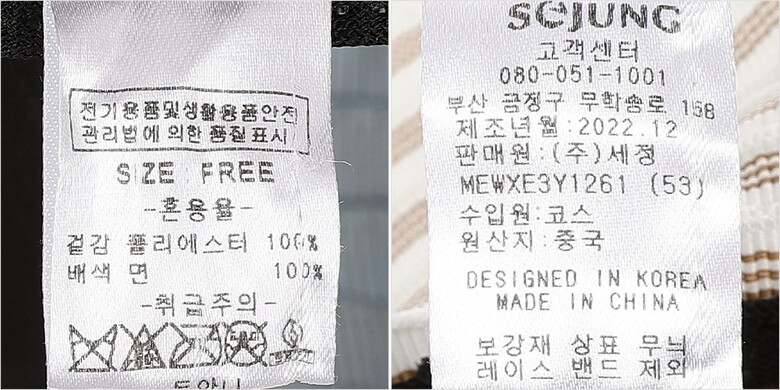 전기용품및생활용품안전
관리법에 의한 품질표시
SIZE : FREE
-혼용율-
겉감 폴리에스터 100%
배색 면 100%
-취급주의-
SEJUNG
고객센터
080-051-1001
부산 금정구 무학송로 158
제조년월:2022.12
판매원:(주)세정
MEWXE3Y1261 (53)
수입원:코스
원산지:중국
DESIGNED IN KOREA
MADE IN CHINA
보강재 상표 무늬
레이스 밴드 제외